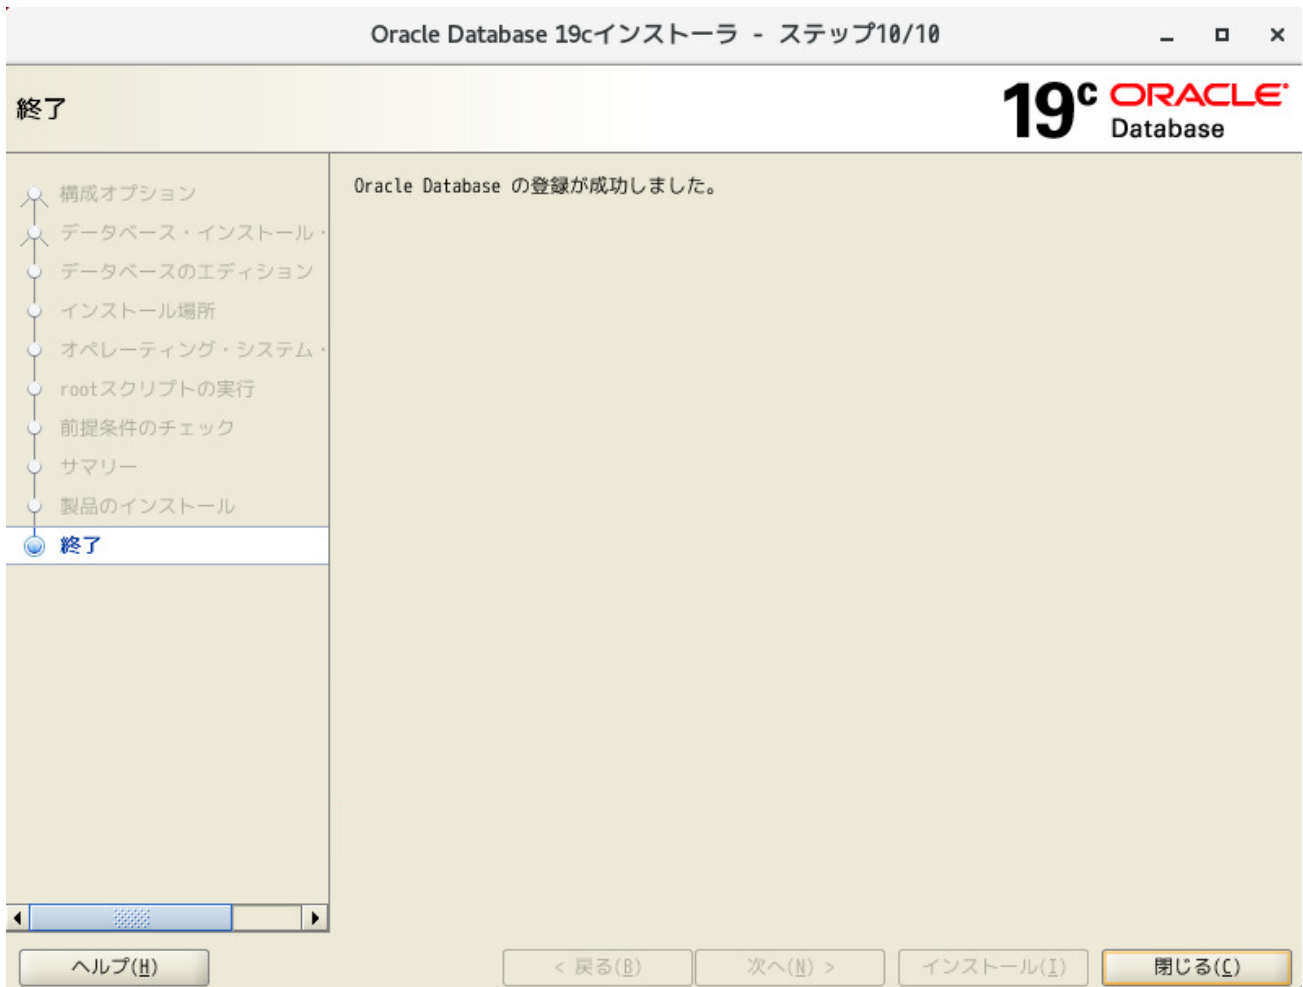 Oracle Database 19cインストーラ - ステップ10/10
終了
19c ORACLE
Database
構成オプション
データベース・インストール・
データベースのエディション
インストール場所
オペレーティング・システム・
rootスクリプトの実行
前提条件のチェック
サマリー
製品のインストール
終了
Oracle Database の登録が成功しました。
ヘルプ(H)
< 戻る(B)
次へ(N) >
インストール(I)
閉じる(C)